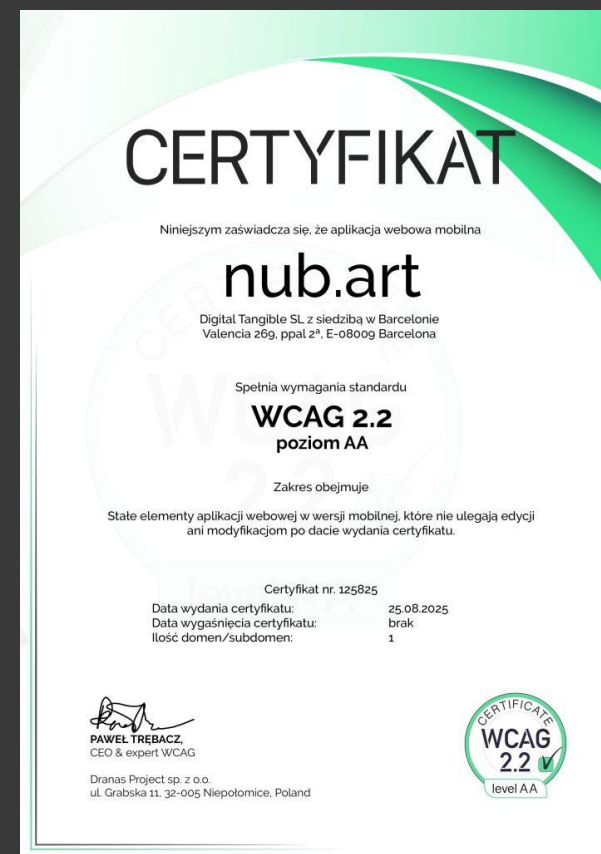 CERTYFIKAT
Niniejszym zaświadcza się, że aplikacja webowa mobilna
nub.art
Digital Tangible SL z siedzibą w Barcelonie
Valencia 269, ppal 2ª, E-08009 Barcelona
Spełnia wymagania standardu
WCAG 2.2
poziom AA
Zakres obejmuje
Stałe elementy aplikacji webowej w wersji mobilnej, które nie ulegają edycji
ani modyfikacjom po dacie wydania certyfikatu.
Certyfikat nr. 125825
Data wydania certyfikatu: 25.08.2025
Data wygaśnięcia certyfikatu: brak
Ilość domen/subdomen: 1
PAWEŁ TRĘBACZ,
CEO & expert WCAG
Dranas Project sp. z o.o.
ul. Grabska 11, 32-005 Niepołomice, Poland
CERTIFICATE
WCAG
2.2
level AA